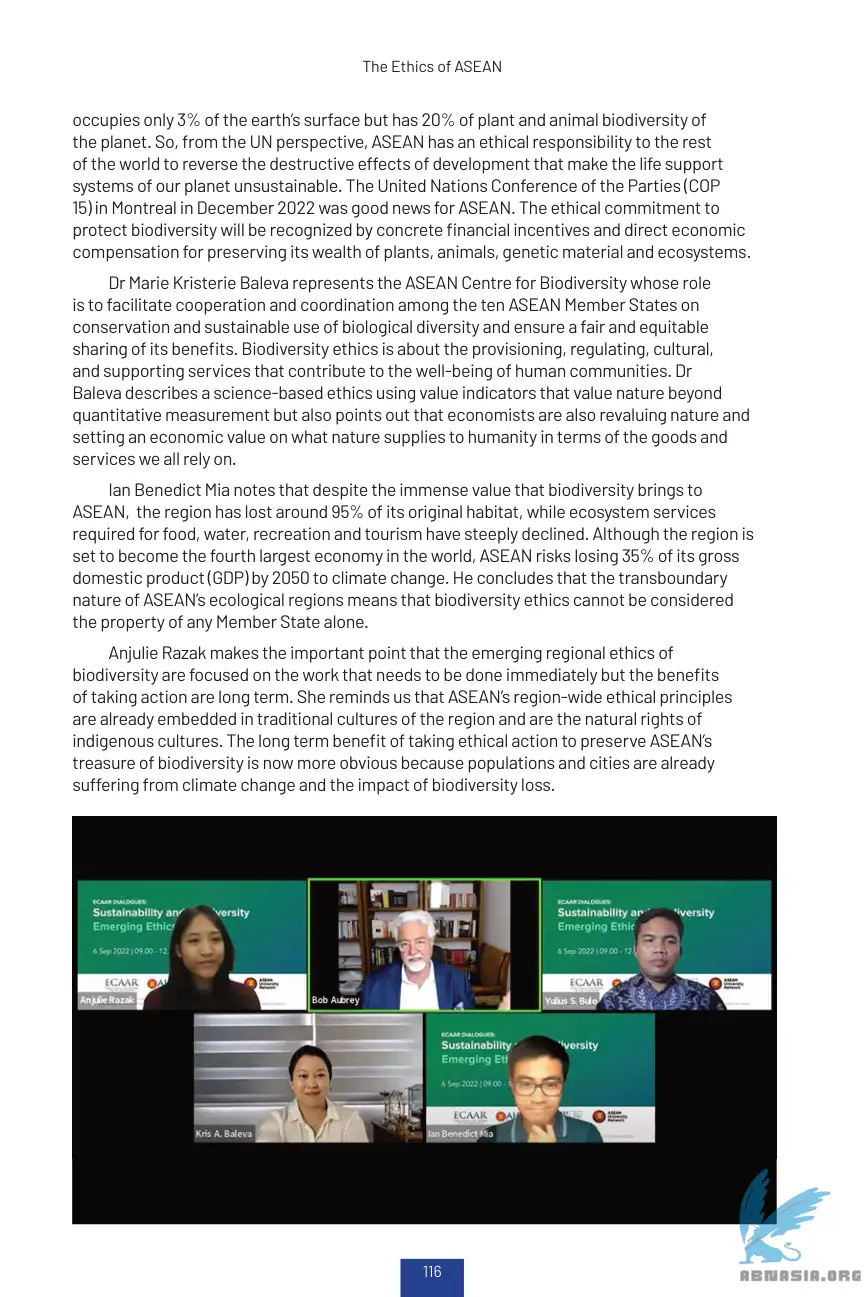 The Ethics of ASEAN
occupies only 3% of the earth's surface but has 20% of plant and animal biodiversity of
the planet. So, from the UN perspective, ASEAN has an ethical responsibility to the rest
of the world to reverse the destructive effects of development that make the life support
systems of our planet unsustainable. The United Nations Conference of the Parties (COP
15) in Montreal in December 2022 was good news for ASEAN. The ethical commitment to
protect biodiversity will be recognized by concrete financial incentives and direct economic
compensation for preserving its wealth of plants, animals, genetic material and ecosystems.
Dr Marie Kristerie Baleva represents the ASEAN Centre for Biodiversity whose role
is to facilitate cooperation and coordination among the ten ASEAN Member States on
conservation and sustainable use of biological diversity and ensure a fair and equitable
sharing of its benefits. Biodiversity ethics is about the provisioning, regulating, cultural,
and supporting services that contribute to the well-being of human communities. Dr
Baleva describes a science-based ethics using value indicators that value nature beyond
quantitative measurement but also points out that economists are also revaluing nature and
setting an economic value on what nature supplies to humanity in terms of the goods and
services we all rely on.
Ian Benedict Mia notes that despite the immense value that biodiversity brings to
ASEAN, the region has lost around 95% of its original habitat, while ecosystem services
required for food, water, recreation and tourism have steeply declined. Although the region is
set to become the fourth largest economy in the world, ASEAN risks losing 35% of its gross
domestic product (GDP) by 2050 to climate change. He concludes that the transboundary
nature of ASEAN's ecological regions means that biodiversity ethics cannot be considered
the property of any Member State alone.
Anjulie Razak makes the important point that the emerging regional ethics of
biodiversity are focused on the work that needs to be done immediately but the benefits
of taking action are long term. She reminds us that ASEAN's region-wide ethical principles
are already embedded in traditional cultures of the region and are the natural rights of
indigenous cultures. The long term benefit of taking ethical action to preserve ASEAN's
treasure of biodiversity is now more obvious because populations and cities are already
suffering from climate change and the impact of biodiversity loss.
ECAAR DIALOGUES:
Sustainability an versity
Emerging Ethic
6 Sep 2022 | 09.00 - 12.
ECAAR
ASEAN University Network
Anjulie Razak
Bob Aubrey
ECAAR DIALOGUES:
Sustainability an diversity
Emerging Ethi
6 Sep 2022 | 09.00 - 12.
ECAAR
ASEAN University Network
Yulius S. Bulo
Kris A. Baleva
ECAAR DIALOGUES:
Sustainability diversity
Emerging Et
6 Sep 2022 | 09.00 -
ECAAR
ASEAN University Network
Ian Benedict Mia
116
ABNASIA.ORG